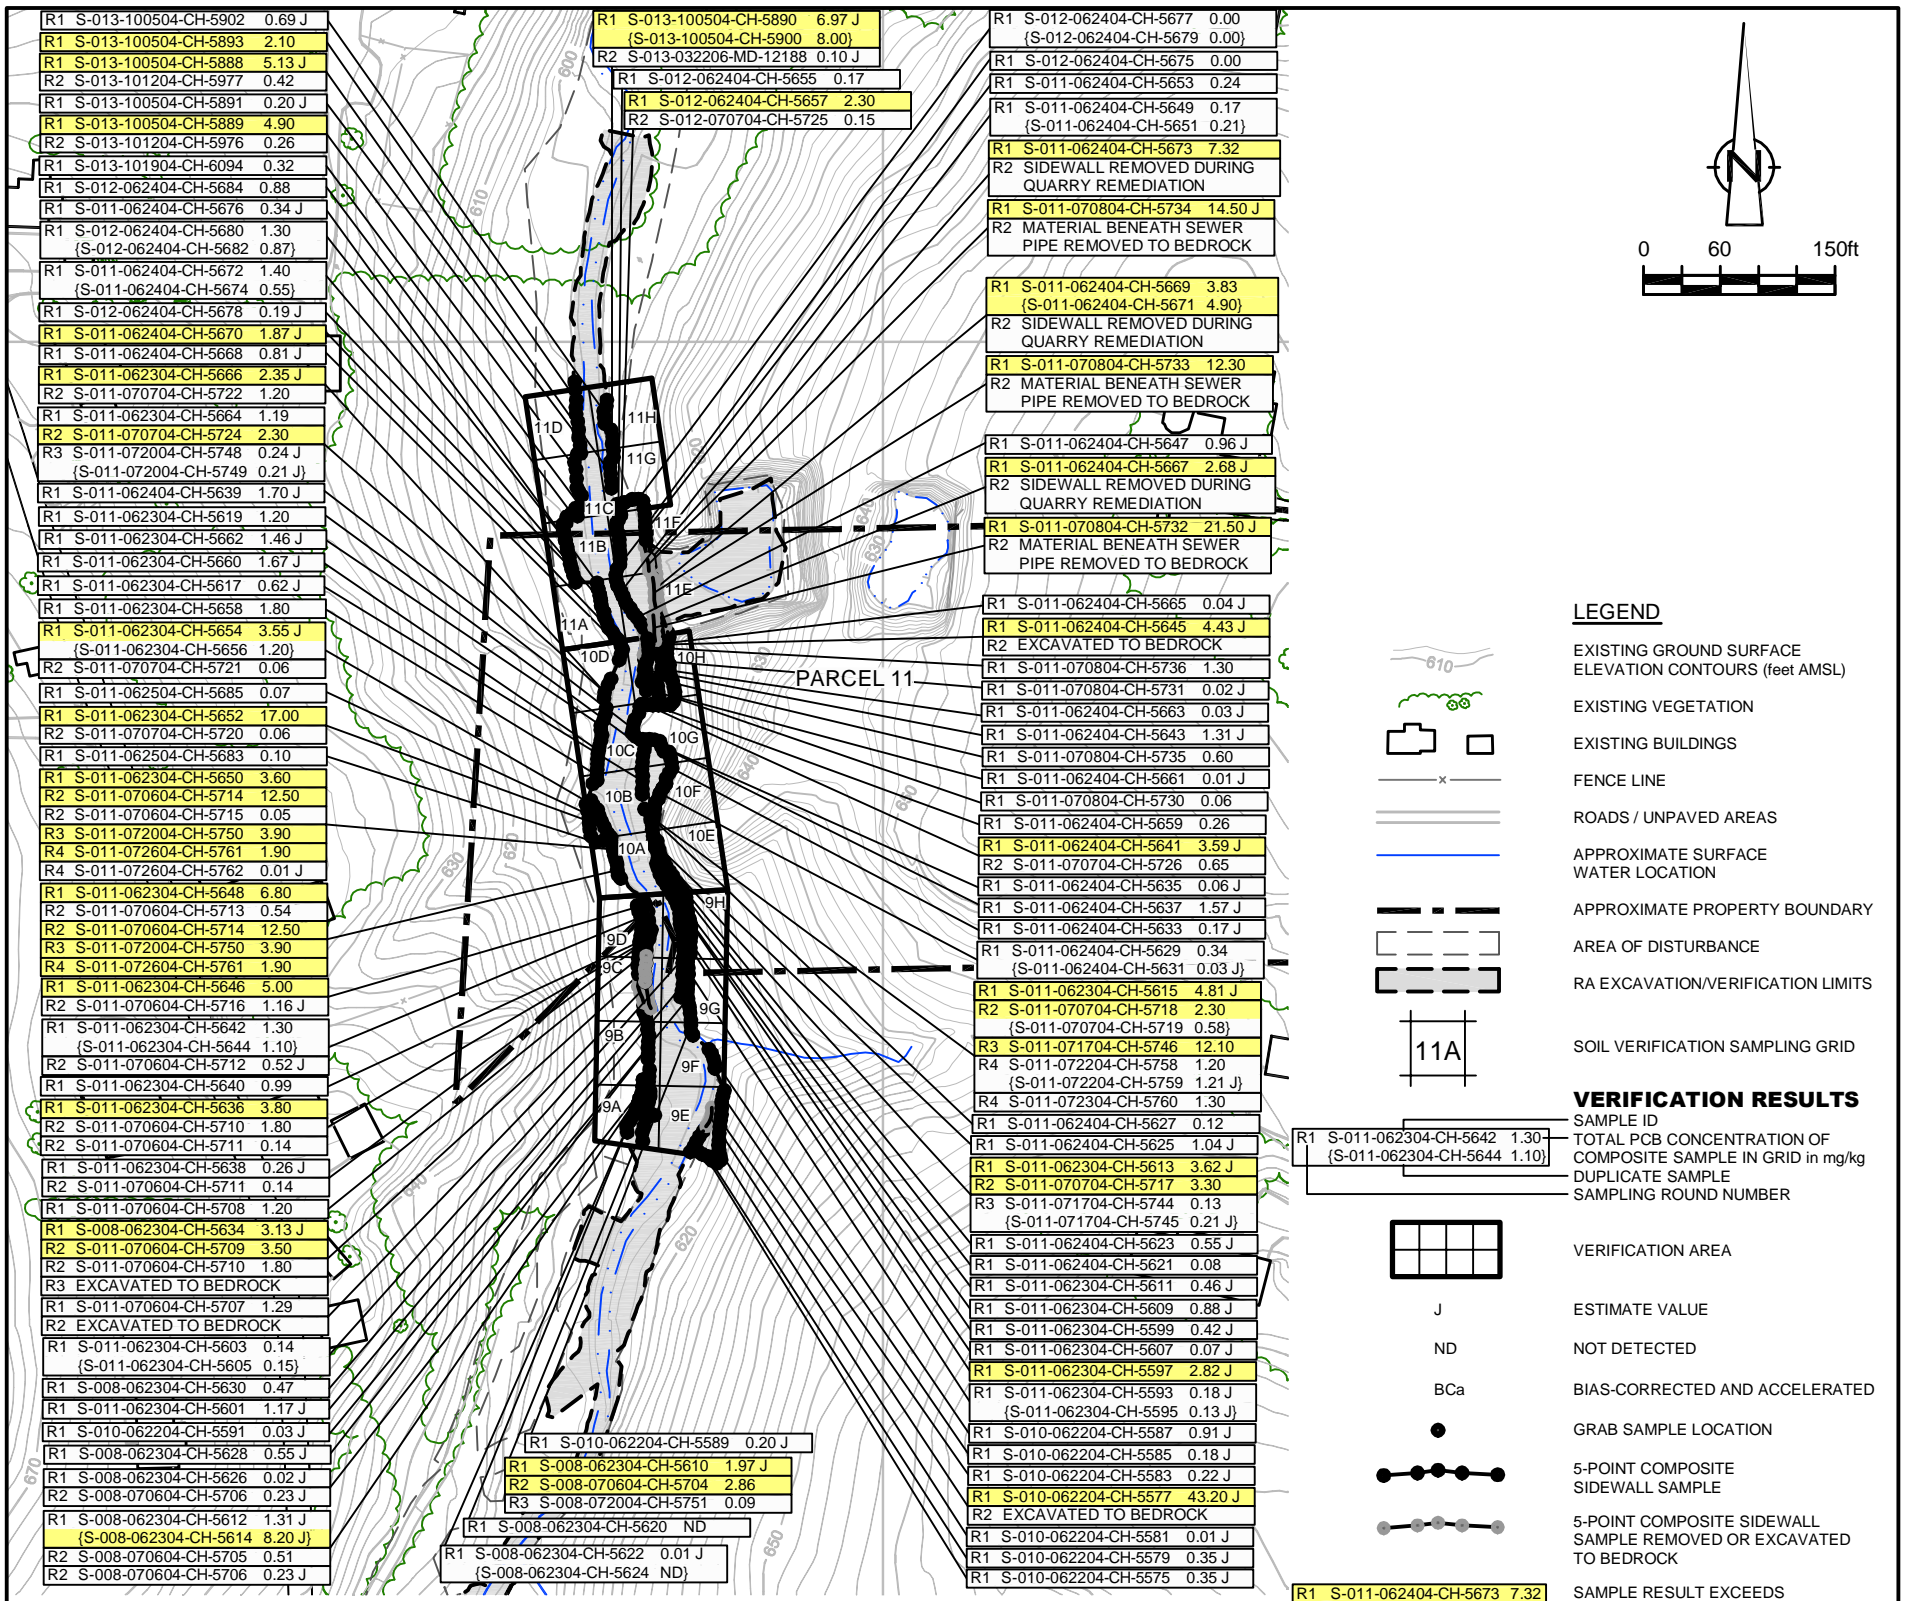 R1 S-013-100504-CH-5902 0.69 J
R1 S-013-100504-CH-5893 2.10
R1 S-013-100504-CH-5888 5.13 J
R2 S-013-101204-CH-5977 0.42
R1 S-013-100504-CH-5891 0.20 J
R1 S-013-100504-CH-5889 4.90
R2 S-013-101204-CH-5976 0.26
R1 S-013-101904-CH-6094 0.32
R1 S-012-062404-CH-5684 0.88
R1 S-011-062404-CH-5676 0.34 J
R1 S-012-062404-CH-5680 1.30
{S-012-062404-CH-5682 0.87}
R1 S-011-062404-CH-5672 1.40
{S-011-062404-CH-5674 0.55}
R1 S-012-062404-CH-5678 0.19 J
R1 S-011-062404-CH-5670 1.87 J
R1 S-011-062404-CH-5668 0.81 J
R1 S-011-062304-CH-5666 2.35 J
R2 S-011-070704-CH-5722 1.20
R1 S-011-062304-CH-5664 1.19
R2 S-011-070704-CH-5724 2.30
R3 S-011-072004-CH-5748 0.24 J
{S-011-072004-CH-5749 0.21 J}
R1 S-011-062404-CH-5639 1.70 J
R1 S-011-062304-CH-5619 1.20
R1 S-011-062304-CH-5662 1.46 J
R1 S-011-062304-CH-5660 1.67 J
R1 S-011-062304-CH-5617 0.62 J
R1 S-011-062304-CH-5658 1.80
R1 S-011-062304-CH-5654 3.55 J
{S-011-062304-CH-5656 1.20}
R2 S-011-070704-CH-5721 0.06
R1 S-011-062504-CH-5685 0.07
R1 S-011-062304-CH-5652 17.00
R2 S-011-070704-CH-5720 0.06
R1 S-011-062504-CH-5683 0.10
R1 S-011-062304-CH-5650 3.60
R2 S-011-070604-CH-5714 12.50
R2 S-011-070604-CH-5715 0.05
R3 S-011-072004-CH-5750 3.90
R4 S-011-072604-CH-5761 1.90
R4 S-011-072604-CH-5762 0.01 J
R1 S-011-062304-CH-5648 6.80
R2 S-011-070604-CH-5713 0.54
R2 S-011-070604-CH-5714 12.50
R3 S-011-072004-CH-5750 3.90
R4 S-011-072604-CH-5761 1.90
R1 S-011-062304-CH-5646 5.00
R2 S-011-070604-CH-5716 1.16 J
R1 S-011-062304-CH-5642 1.30
{S-011-062304-CH-5644 1.10}
R2 S-011-070604-CH-5712 0.52 J
R1 S-011-062304-CH-5640 0.99
R1 S-011-062304-CH-5636 3.80
R2 S-011-070604-CH-5710 1.80
R2 S-011-070604-CH-5711 0.14
R1 S-011-062304-CH-5638 0.26 J
R2 S-011-070604-CH-5711 0.14
R1 S-011-070604-CH-5708 1.20
R1 S-008-062304-CH-5634 3.13 J
R2 S-011-070604-CH-5709 3.50
R2 S-011-070604-CH-5710 1.80
R3 EXCAVATED TO BEDROCK
R1 S-011-070604-CH-5707 1.29
R2 EXCAVATED TO BEDROCK
R1 S-011-062304-CH-5603 0.14
{S-011-062304-CH-5605 0.15}
R1 S-008-062304-CH-5630 0.47
R1 S-011-062304-CH-5601 1.17 J
R1 S-010-062204-CH-5591 0.03 J
R1 S-008-062304-CH-5628 0.55 J
R1 S-008-062304-CH-5626 0.02 J
R2 S-008-070604-CH-5706 0.23 J
R1 S-008-062304-CH-5612 1.31 J
{S-008-062304-CH-5614 8.20 J}
R2 S-008-070604-CH-5705 0.51
R2 S-008-070604-CH-5706 0.23 J
R1 S-013-100504-CH-5890 6.97 J
{S-013-100504-CH-5900 8.00}
R2 S-013-032206-MD-12188 0.10 J
R1 S-012-062404-CH-5655 0.17
R1 S-012-062404-CH-5657 2.30
R2 S-012-070704-CH-5725 0.15
600
610
11D
11H
11G
600
11C
11F
11B
640
630
11E
11A
10D
10H
630
PARCEL 11
10C
10G
640
10B
10F
650
10E
620
630
10A
9H
9D
9C
9G
9B
9F
9A
9E
640
620
670
650
R1 S-010-062204-CH-5589 0.20 J
R1 S-008-062304-CH-5610 1.97 J
R2 S-008-070604-CH-5704 2.86
R3 S-008-072004-CH-5751 0.09
R1 S-008-062304-CH-5620 ND
R1 S-008-062304-CH-5622 0.01 J
{S-008-062304-CH-5624 ND}
R1 S-012-062404-CH-5677 0.00
{S-012-062404-CH-5679 0.00}
R1 S-012-062404-CH-5675 0.00
R1 S-011-062404-CH-5653 0.24
R1 S-011-062404-CH-5649 0.17
{S-011-062404-CH-5651 0.21}
R1 S-011-062404-CH-5673 7.32
R2 SIDEWALL REMOVED DURING
QUARRY REMEDIATION
R1 S-011-070804-CH-5734 14.50 J
R2 MATERIAL BENEATH SEWER
PIPE REMOVED TO BEDROCK
R1 S-011-062404-CH-5669 3.83
{S-011-062404-CH-5671 4.90}
R2 SIDEWALL REMOVED DURING
QUARRY REMEDIATION
R1 S-011-070804-CH-5733 12.30
R2 MATERIAL BENEATH SEWER
PIPE REMOVED TO BEDROCK
R1 S-011-062404-CH-5647 0.96 J
R1 S-011-062404-CH-5667 2.68 J
R2 SIDEWALL REMOVED DURING
QUARRY REMEDIATION
R1 S-011-070804-CH-5732 21.50 J
R2 MATERIAL BENEATH SEWER
PIPE REMOVED TO BEDROCK
R1 S-011-062404-CH-5665 0.04 J
R1 S-011-062404-CH-5645 4.43 J
R2 EXCAVATED TO BEDROCK
R1 S-011-070804-CH-5736 1.30
R1 S-011-070804-CH-5731 0.02 J
R1 S-011-062404-CH-5663 0.03 J
R1 S-011-062404-CH-5643 1.31 J
R1 S-011-070804-CH-5735 0.60
R1 S-011-062404-CH-5661 0.01 J
R1 S-011-070804-CH-5730 0.06
R1 S-011-062404-CH-5659 0.26
R1 S-011-062404-CH-5641 3.59 J
R2 S-011-070704-CH-5726 0.65
R1 S-011-062404-CH-5635 0.06 J
R1 S-011-062404-CH-5637 1.57 J
R1 S-011-062404-CH-5633 0.17 J
R1 S-011-062404-CH-5629 0.34
{S-011-062404-CH-5631 0.03 J}
R1 S-011-062304-CH-5615 4.81 J
R2 S-011-070704-CH-5718 2.30
{S-011-070704-CH-5719 0.58}
R3 S-011-071704-CH-5746 12.10
R4 S-011-072204-CH-5758 1.20
{S-011-072204-CH-5759 1.21 J}
R4 S-011-072304-CH-5760 1.30
R1 S-011-062404-CH-5627 0.12
R1 S-011-062404-CH-5625 1.04 J
R1 S-011-062304-CH-5613 3.62 J
R2 S-011-070704-CH-5717 3.30
R3 S-011-071704-CH-5744 0.13
{S-011-071704-CH-5745 0.21 J}
R1 S-011-062404-CH-5623 0.55 J
R1 S-011-062404-CH-5621 0.08
R1 S-011-062304-CH-5611 0.46 J
R1 S-011-062304-CH-5609 0.88 J
R1 S-011-062304-CH-5599 0.42 J
R1 S-011-062304-CH-5607 0.07 J
R1 S-011-062304-CH-5597 2.82 J
R1 S-011-062304-CH-5593 0.18 J
{S-011-062304-CH-5595 0.13 J}
R1 S-010-062204-CH-5587 0.91 J
R1 S-010-062204-CH-5585 0.18 J
R1 S-010-062204-CH-5583 0.22 J
R1 S-010-062204-CH-5577 43.20 J
R2 EXCAVATED TO BEDROCK
R1 S-010-062204-CH-5581 0.01 J
R1 S-010-062204-CH-5579 0.35 J
R1 S-010-062204-CH-5575 0.35 J
N
0 60 150ft
LEGEND
610
EXISTING GROUND SURFACE
ELEVATION CONTOURS (feet AMSL)
EXISTING VEGETATION
EXISTING BUILDINGS
FENCE LINE
ROADS / UNPAVED AREAS
APPROXIMATE SURFACE
WATER LOCATION
APPROXIMATE PROPERTY BOUNDARY
AREA OF DISTURBANCE
RA EXCAVATION/VERIFICATION LIMITS
11A
SOIL VERIFICATION SAMPLING GRID
VERIFICATION RESULTS
SAMPLE ID
R1 S-011-062304-CH-5642 1.30
{S-011-062304-CH-5644 1.10}
TOTAL PCB CONCENTRATION OF
COMPOSITE SAMPLE IN GRID in mg/kg
DUPLICATE SAMPLE
SAMPLING ROUND NUMBER
VERIFICATION AREA
J ESTIMATE VALUE
ND NOT DETECTED
BCa BIAS-CORRECTED AND ACCELERATED
GRAB SAMPLE LOCATION
5-POINT COMPOSITE
SIDEWALL SAMPLE
5-POINT COMPOSITE SIDEWALL
SAMPLE REMOVED OR EXCAVATED
TO BEDROCK
R1 S-011-062404-CH-5673 7.32
SAMPLE RESULT EXCEEDS